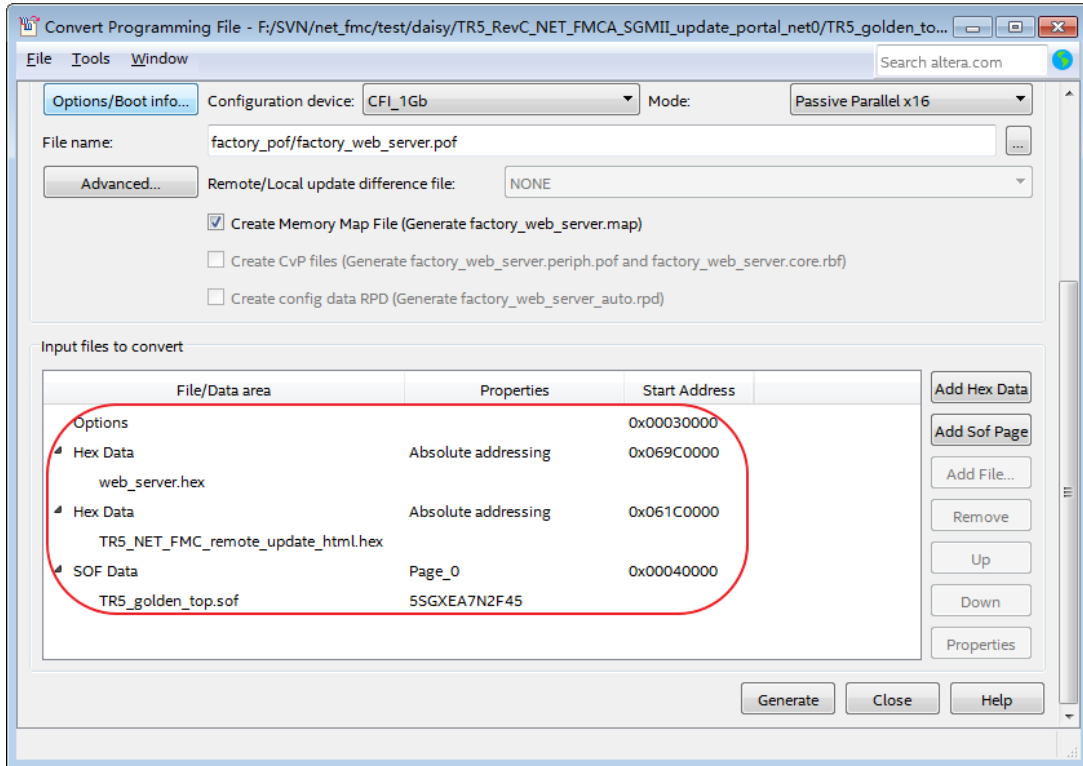 Convert Programming File - F:/SVN/net_fmc/test/daisy/TR5_RevC_NET_FMCA_SGMII_update_portal_net0/TR5_golden_to...
File Tools Window Search altera.com
Options/Boot info... Configuration device: CFI_1Gb Mode: Passive Parallel x16
File name: factory_pof/factory_web_server.pof ...
Advanced... Remote/Local update difference file: NONE
Create Memory Map File (Generate factory_web_server.map)
Create CvP files (Generate factory_web_server.periph.pof and factory_web_server.core.rbf)
Create config data RPD (Generate factory_web_server_auto.rpd)
Input files to convert
File/Data area Properties Start Address
Add Hex Data
Options 0x00030000
Add Sof Page
Hex Data Absolute addressing 0x069C0000
Add File...
web_server.hex
Hex Data Absolute addressing 0x061C0000
Remove
TR5_NET_FMC_remote_update_html.hex
Up
SOF Data Page_0 0x00040000
TR5_golden_top.sof 5SGXEA7N2F45
Down
Properties
Generate Close Help